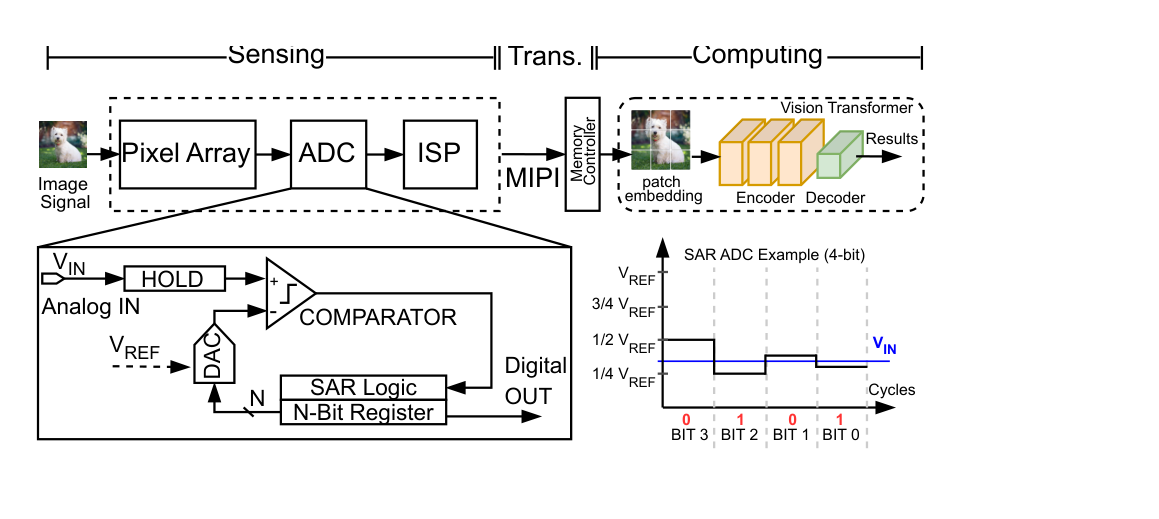 Sensing
Trans.
Computing
Image
Signal
Pixel Array
ADC
ISP
MIPI
Memory
Controller
Vision Transformer
patch
embedding
Encoder
Decoder
Results
VIN
Analog IN
HOLD
+
-
COMPARATOR
VREF
DAC
N
SAR Logic
N-Bit Register
Digital
OUT
SAR ADC Example (4-bit)
VREF
3/4 VREF
1/2 VREF
1/4 VREF
VIN
Cycles
0 1 0 1
BIT 3 BIT 2 BIT 1 BIT 0